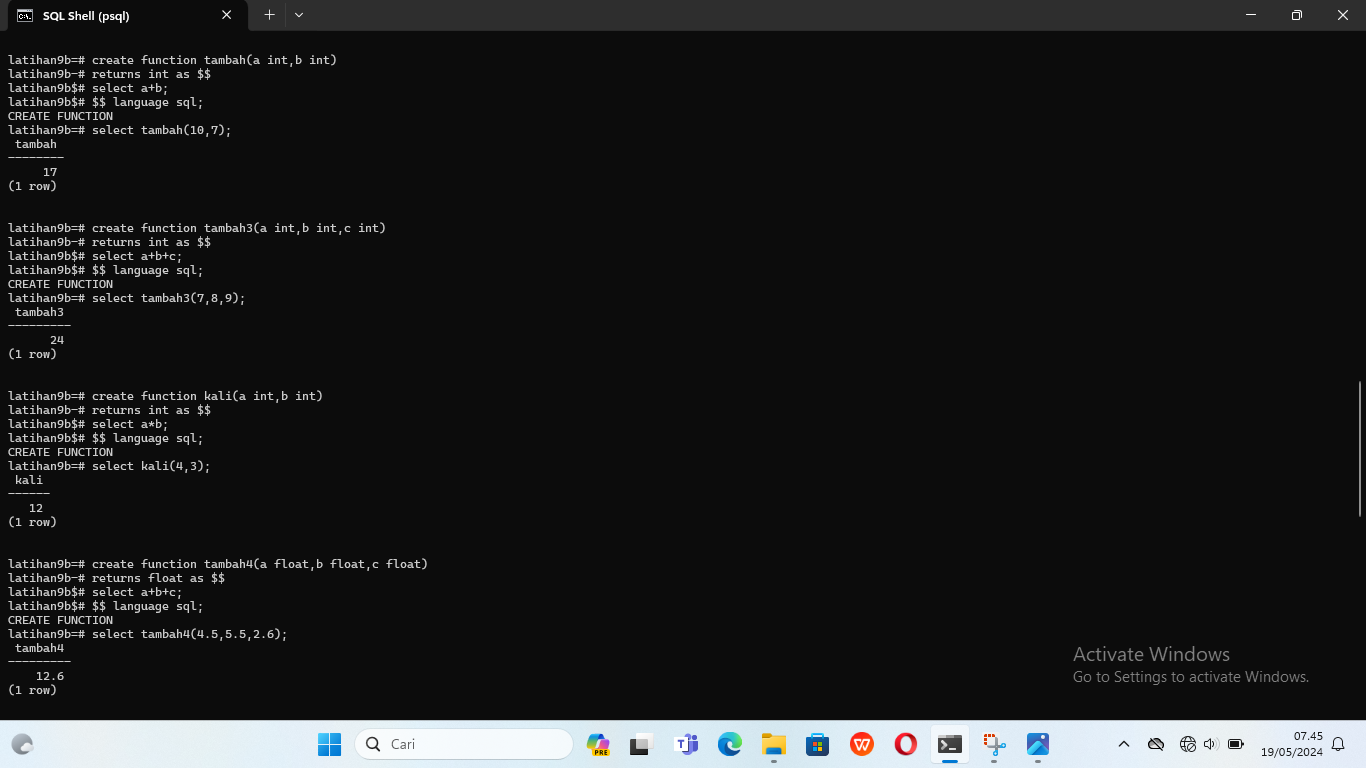 SQL Shell (psql)
latihan9b=# create function tambah(a int,b int)
latihan9b-# returns int as $$
latihan9b$# select a+b;
latihan9b$# $$ language sql;
CREATE FUNCTION
latihan9b=# select tambah(10,7);
tambah
--------
17
(1 row)
latihan9b=# create function tambah3(a int,b int,c int)
latihan9b-# returns int as $$
latihan9b$# select a+b+c;
latihan9b$# $$ language sql;
CREATE FUNCTION
latihan9b=# select tambah3(7,8,9);
tambah3
---------
24
(1 row)
latihan9b=# create function kali(a int,b int)
latihan9b-# returns int as $$
latihan9b$# select a*b;
latihan9b$# $$ language sql;
CREATE FUNCTION
latihan9b=# select kali(4,3);
kali
------
12
(1 row)
latihan9b=# create function tambah4(a float,b float,c float)
latihan9b-# returns float as $$
latihan9b$# select a+b+c;
latihan9b$# $$ language sql;
CREATE FUNCTION
latihan9b=# select tambah4(4.5,5.5,2.6);
tambah4
---------
12.6
(1 row)
Activate Windows
Go to Settings to activate Windows.
Cari
PRE
07.45
19/05/2024